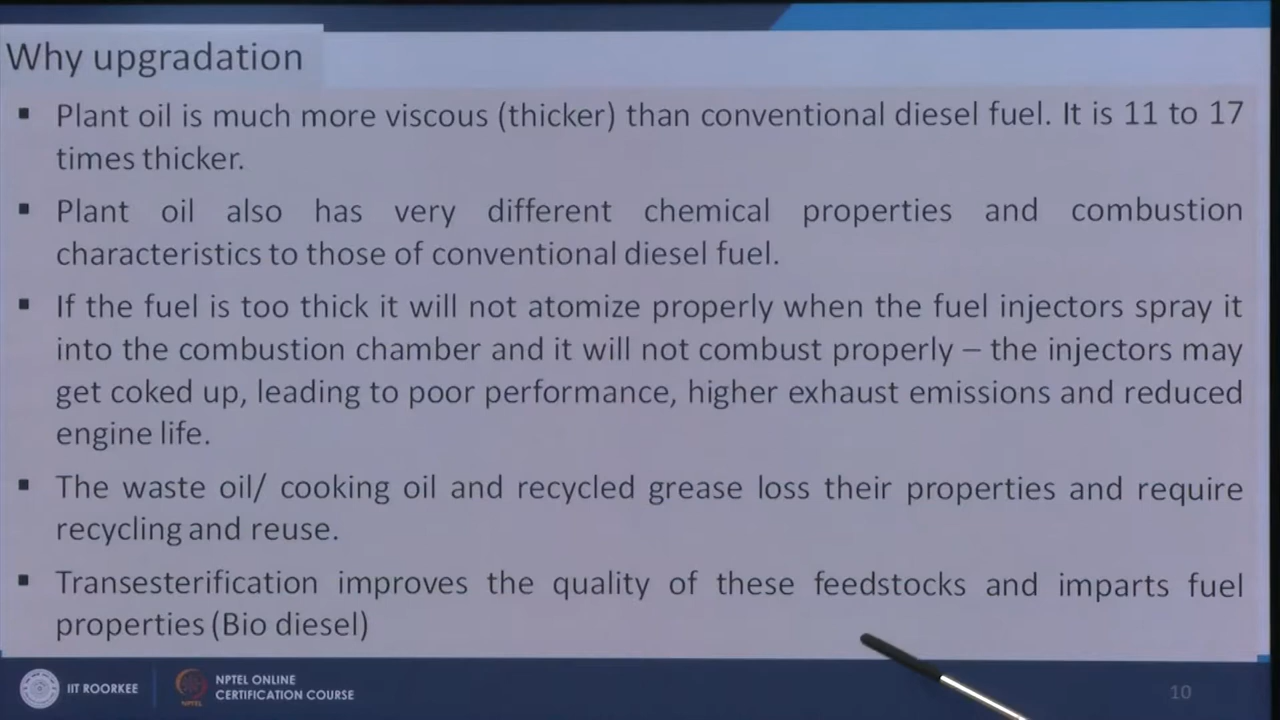 Why upgradation
▪ Plant oil is much more viscous (thicker) than conventional diesel fuel. It is 11 to 17
times thicker.
▪ Plant oil also has very different chemical properties and combustion
characteristics to those of conventional diesel fuel.
▪ If the fuel is too thick it will not atomize properly when the fuel injectors spray it
into the combustion chamber and it will not combust properly – the injectors may
get coked up, leading to poor performance, higher exhaust emissions and reduced
engine life.
▪ The waste oil/ cooking oil and recycled grease loss their properties and require
recycling and reuse.
▪ Transesterification improves the quality of these feedstocks and imparts fuel
properties (Bio diesel)
IIT ROORKEE
NPTEL
NPTEL ONLINE
CERTIFICATION COURSE
10